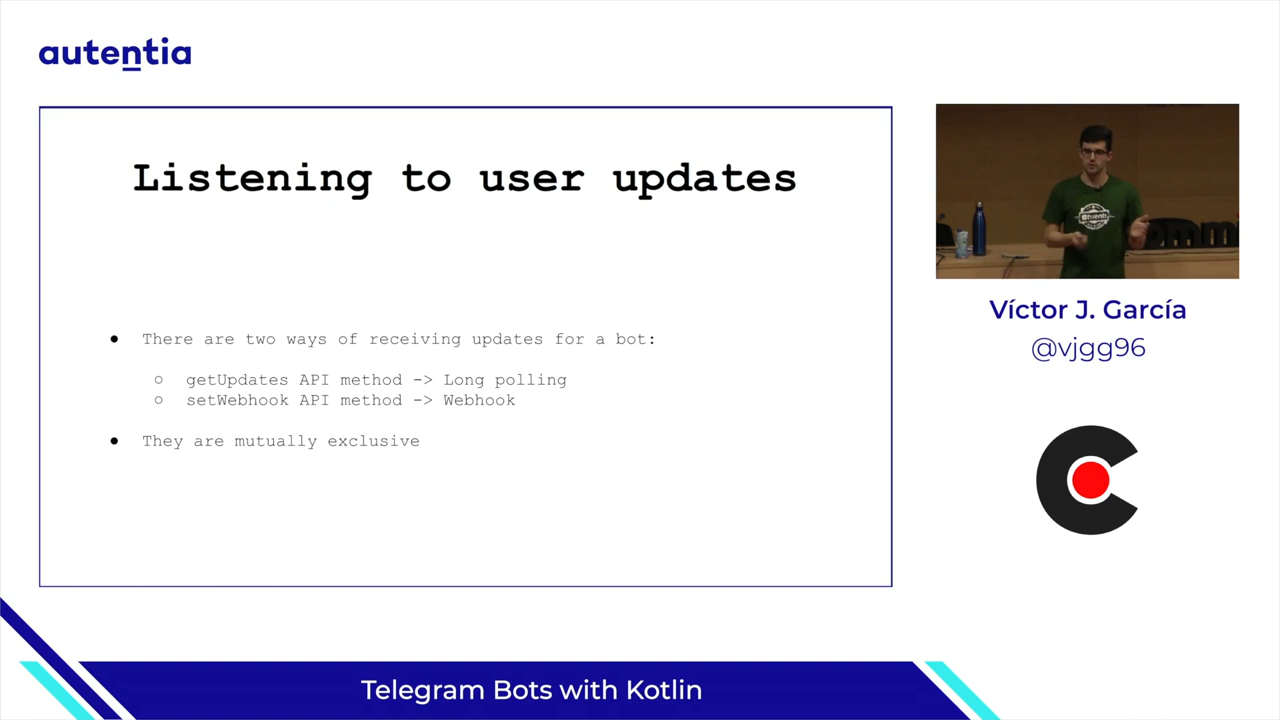 autentia
Listening to user updates
● There are two ways of receiving updates for a bot:
○ getUpdates API method -> Long polling
○ setWebhook API method -> Webhook
● They are mutually exclusive
Víctor J. García
@vjgg96
Telegram Bots with Kotlin